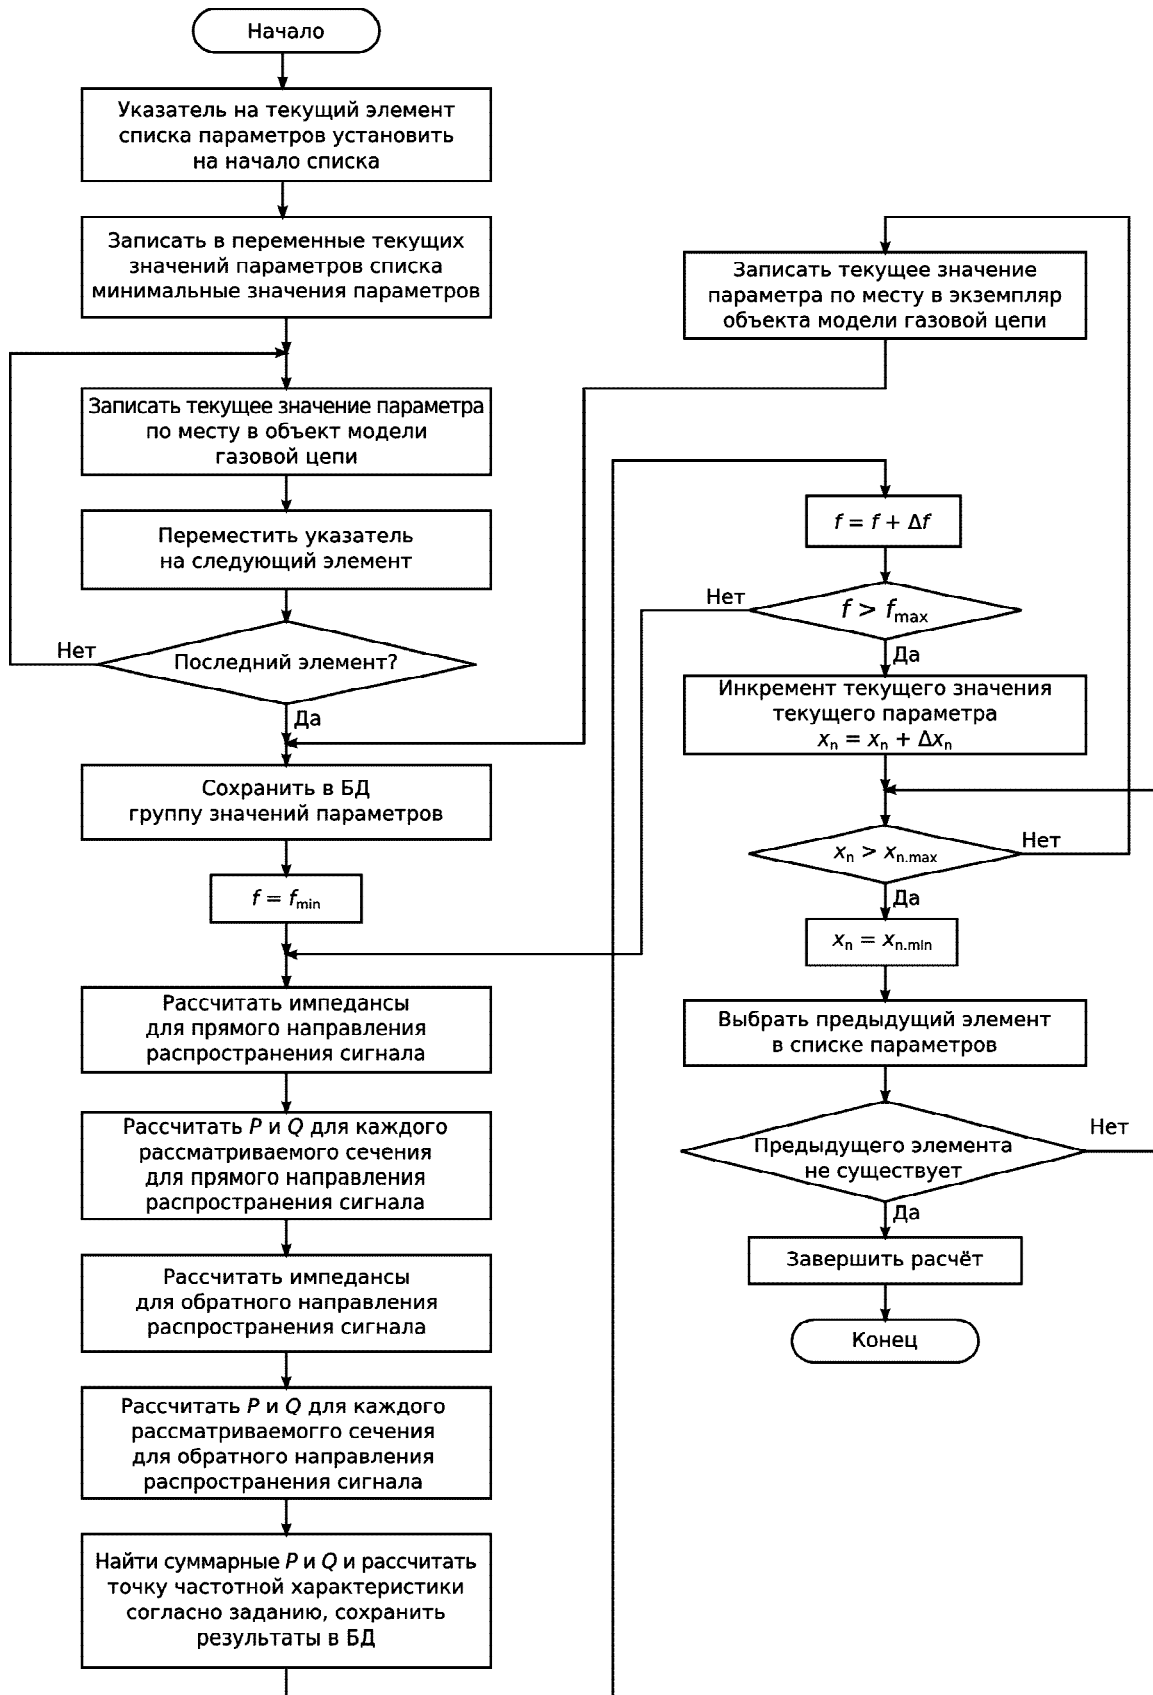 Начало
Указатель на текущий элемент
списка параметров установить
на начало списка
Записать в переменные текущих
значений параметров списка
минимальные значения параметров
Записать текущее значение параметра
по месту в объект модели
газовой цепи
Переместить указатель
на следующий элемент
Нет
Последний элемент?
Да
Сохранить в БД
группу значений параметров
f = fmin
Рассчитать импедансы
для прямого направления
распространения сигнала
Рассчитать P и Q для каждого
рассматриваемого сечения
для прямого направления
распространения сигнала
Рассчитать импедансы
для обратного направления
распространения сигнала
Рассчитать P и Q для каждого
рассматриваемогго сечения
для обратного направления
распространения сигнала
Найти суммарные P и Q и рассчитать
точку частотной характеристики
согласно заданию, сохранить
результаты в БД
Записать текущее значение
параметра по месту в экземпляр
объекта модели газовой цепи
f = f + Δf
Нет
f > fmax
Да
Инкремент текущего значения
текущего параметра
xn = xn + Δxn
xn > xn.max
Нет
Да
xn = xn.min
Выбрать предыдущий элемент
в списке параметров
Нет
Предыдущего элемента
не существует
Да
Завершить расчёт
Конец